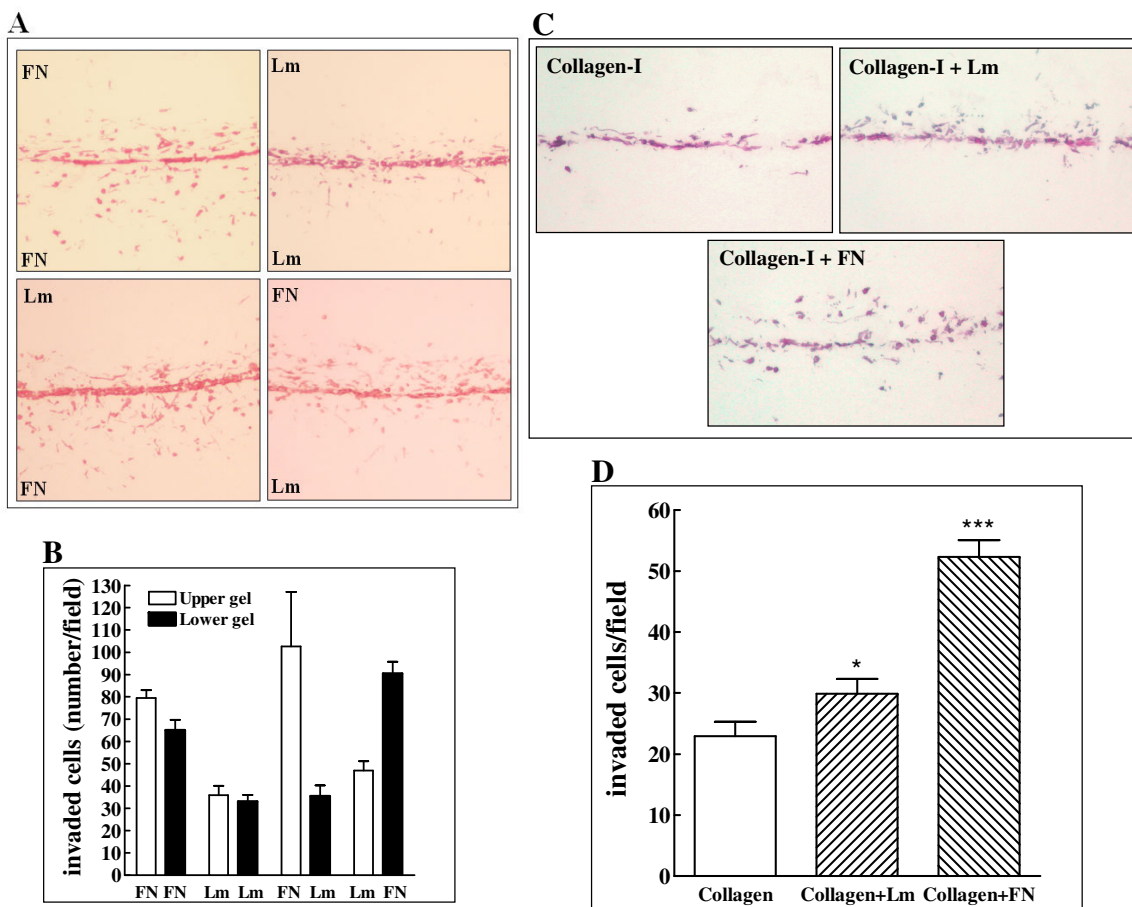 A
FN
FN
Lm
Lm
Lm
FN
FN
Lm
B
invaded cells (number/field)
130
120
110
100
90
80
70
60
50
40
30
20
10
0
Upper gel
Lower gel
FN FN Lm Lm FN Lm Lm FN
C
Collagen-I
Collagen-I + Lm
Collagen-I + FN
D
invaded cells/field
60
50
40
30
20
10
0
*
***
Collagen Collagen+Lm Collagen+FN